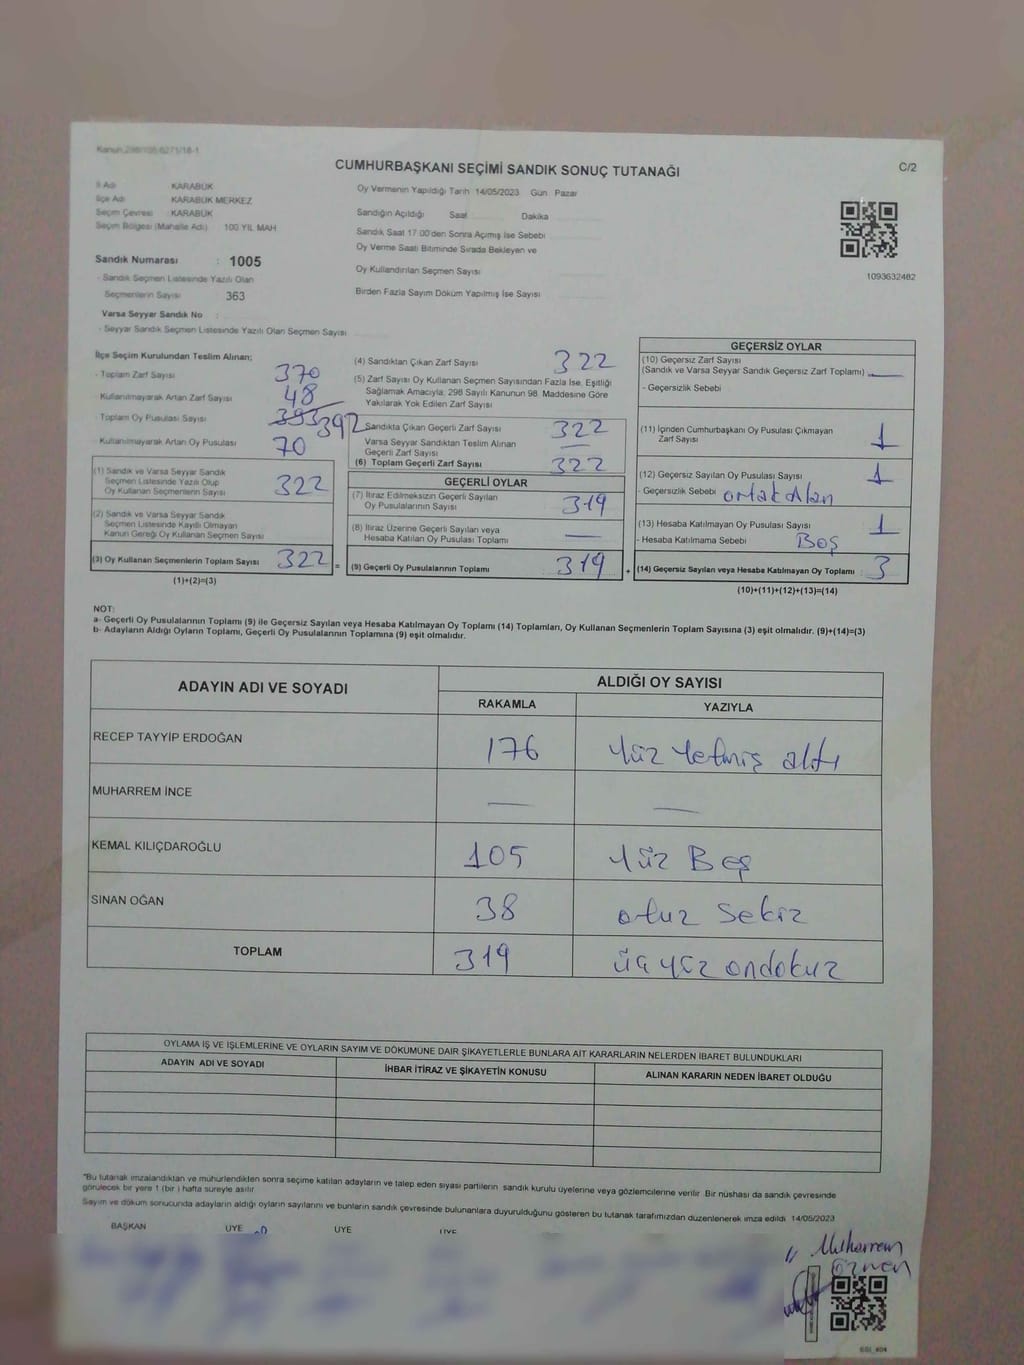 CUMHURBAŞKANI SEÇİMİ SANDIK SONUÇ TUTANAĞI
C/2
İl Adı KARABÜK
İlçe Adı KARABÜK MERKEZ
Seçim Çevresi : KARABÜK
Seçim Bölgesi (Mahalle Adı) 100 YIL MAH
Sandık Numarası : 1005
- Sandık Seçmen Listesinde Yazılı Olan
Seçmenlerin Sayısı 363
Varsa Seyyar Sandık No :
- Seyyar Sandık Seçmen Listesinde Yazılı Olan Seçmen Sayısı
Oy Vermenin Yapıldığı Tarih 14/05/2023 Gün Pazar
Sandığın Açıldığı Saat Dakika
Sandık Saat 17:00'den Sonra Açımış İse Sebebi
Oy Verme Saati Bitiminde Sırada Bekleyen ve
Oy Kullandırılan Seçmen Sayısı
Birden Fazla Sayım Döküm Yapılmış İse Sayısı
1093632482
İlçe Seçim Kurulundan Teslim Alınan;
- Toplam Zarf Sayısı 370
- Kullanılmayarak Artan Zarf Sayısı 48
- Toplam Oy Pusulası Sayısı 393 392
- Kullanılmayarak Artan Oy Pusulası 70
(1) Sandık ve Varsa Seyyar Sandık
Seçmen Listesinde Yazılı Olup
Oy Kullanan Seçmenlerin Sayısı 322
(2) Sandık ve Varsa Seyyar Sandık
Seçmen Listesinde Kayıtlı Olmayan
Kanun Gereği Oy Kullanan Seçmen Sayısı
(3) Oy Kullanan Seçmenlerin Toplam Sayısı 322 =
(1)+(2)=(3)
(4) Sandıktan Çıkan Zarf Sayısı 322
(5) Zarf Sayısı Oy Kullanan Seçmen Sayısından Fazla İse, Eşitliği
Sağlamak Amacıyla; 298 Sayılı Kanunun 98. Maddesine Göre
Yakılarak Yok Edilen Zarf Sayısı
Sandıkta Çıkan Geçerli Zarf Sayısı 322
Varsa Seyyar Sandıktan Teslim Alınan
Geçerli Zarf Sayısı —
(6) Toplam Geçerli Zarf Sayısı 322
GEÇERLİ OYLAR
(7) İtiraz Edilmeksizin Geçerli Sayılan
Oy Pusulalarının Sayısı 319
(8) İtiraz Üzerine Geçerli Sayılan veya
Hesaba Katılan Oy Pusulası Toplamı —
(9) Geçerli Oy Pusulalarının Toplamı 319 +
GEÇERSİZ OYLAR
(10) Geçersiz Zarf Sayısı
(Sandık ve Varsa Seyyar Sandık Geçersiz Zarf Toplamı) —
- Geçersizlik Sebebi
(11) İçinden Cumhurbaşkanı Oy Pusulası Çıkmayan
Zarf Sayısı 1
(12) Geçersiz Sayılan Oy Pusulası Sayısı 1
- Geçersizlik Sebebi ortak Alan
(13) Hesaba Katılmayan Oy Pusulası Sayısı 1
- Hesaba Katılmama Sebebi Boş
(14) Geçersiz Sayılan veya Hesaba Katılmayan Oy Toplamı : 3
(10)+(11)+(12)+(13)=(14)
NOT:
a- Geçerli Oy Pusulalarının Toplamı (9) ile Geçersiz Sayılan veya Hesaba Katılmayan Oy Toplamı (14) Toplamları, Oy Kullanan Seçmenlerin Toplam Sayısına (3) eşit olmalıdır. (9)+(14)=(3)
b- Adayların Aldığı Oyların Toplamı, Geçerli Oy Pusulalarının Toplamına (9) eşit olmalıdır.
ADAYIN ADI VE SOYADI ALDIĞI OY SAYISI
RAKAMLA YAZIYLA
RECEP TAYYİP ERDOĞAN 176 Yüz Yetmiş altı
MUHARREM İNCE — —
KEMAL KILIÇDAROĞLU 105 Yüz Beş
SİNAN OĞAN 38 otuz Sekiz
TOPLAM 319 üç yüz ondokuz
OYLAMA İŞ VE İŞLEMLERİNE VE OYLARIN SAYIM VE DÖKÜMÜNE DAİR ŞİKAYETLERLE BUNLARA AİT KARARLARIN NELERDEN İBARET BULUNDUKLARI
ADAYIN ADI VE SOYADI İHBAR İTİRAZ VE ŞİKAYETİN KONUSU ALINAN KARARIN NEDEN İBARET OLDUĞU
*Bu tutanak imzalandıktan ve mühürlendikten sonra seçime katılan adayların ve talep eden siyasi partilerin sandık kurulu üyelerine veya gözlemcilerine verilir. Bir nüshası da sandık çevresinde
görülecek bir yere 1 (bir) hafta süreyle asılır
Sayım ve döküm sonucunda adayların aldığı oyların sayılarını ve bunların sandık çevresinde bulunanlara duyurulduğunu gösteren bu tutanak tarafımızdan düzenlenerek imza edildi. 14/05/2023
BAŞKAN ÜYE ÜYE ÜYE
Muharrem